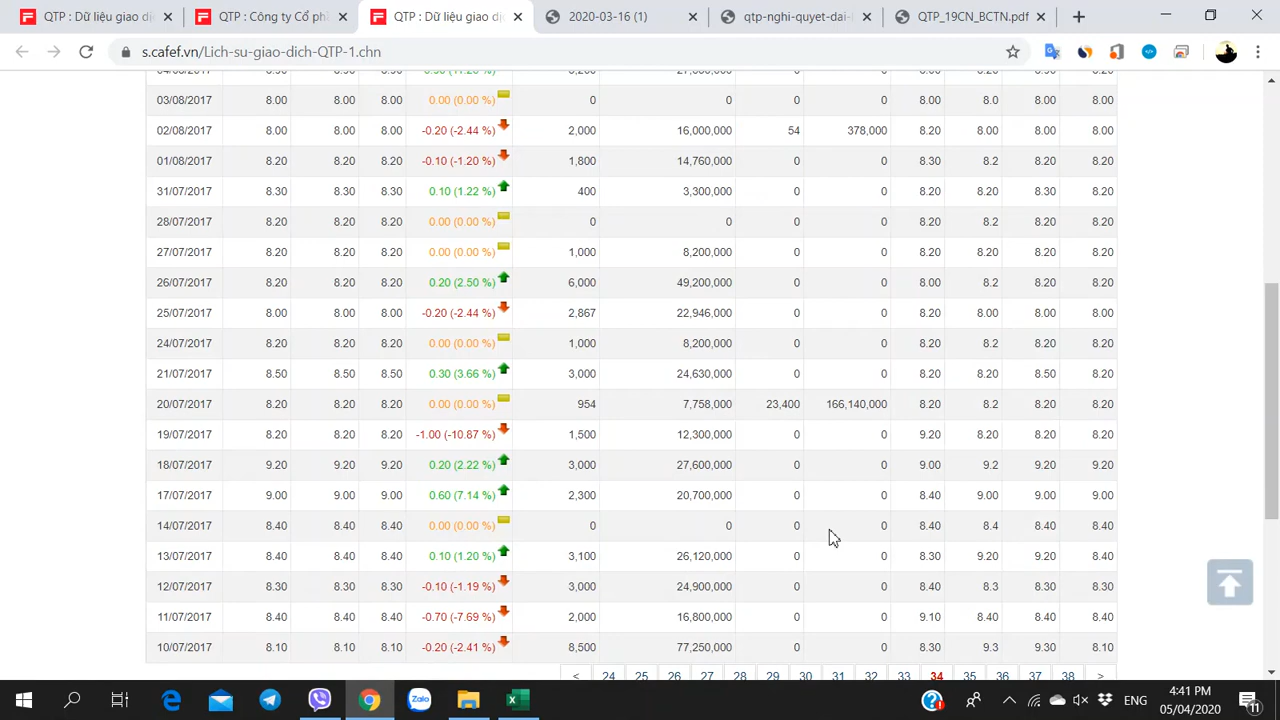 QTP : Dữ liệu giao dị
QTP : Công ty Cổ phầ
QTP : Dữ liệu giao dịc
2020-03-16 (1)
qtp-nghi-quyet-dai-h
QTP_19CN_BCTN.pdf
s.cafef.vn/Lich-su-giao-dich-QTP-1.chn
03/08/2017 8.00 8.00 8.00 0.00 (0.00 %) 0 0 0 0 8.00 8.0 8.00 8.00
02/08/2017 8.00 8.00 8.00 -0.20 (-2.44 %) 2,000 16,000,000 54 378,000 8.20 8.00 8.00 8.00
01/08/2017 8.20 8.20 8.20 -0.10 (-1.20 %) 1,800 14,760,000 0 0 8.30 8.2 8.20 8.20
31/07/2017 8.30 8.30 8.30 0.10 (1.22 %) 400 3,300,000 0 0 8.20 8.20 8.30 8.20
28/07/2017 8.20 8.20 8.20 0.00 (0.00 %) 0 0 0 0 8.20 8.2 8.20 8.20
27/07/2017 8.20 8.20 8.20 0.00 (0.00 %) 1,000 8,200,000 0 0 8.20 8.20 8.20 8.20
26/07/2017 8.20 8.20 8.20 0.20 (2.50 %) 6,000 49,200,000 0 0 8.00 8.2 8.20 8.20
25/07/2017 8.00 8.00 8.00 -0.20 (-2.44 %) 2,867 22,946,000 0 0 8.20 8.00 8.00 8.00
24/07/2017 8.20 8.20 8.20 0.00 (0.00 %) 1,000 8,200,000 0 0 8.20 8.2 8.20 8.20
21/07/2017 8.50 8.50 8.50 0.30 (3.66 %) 3,000 24,630,000 0 0 8.20 8.20 8.50 8.20
20/07/2017 8.20 8.20 8.20 0.00 (0.00 %) 954 7,758,000 23,400 166,140,000 8.20 8.2 8.20 8.20
19/07/2017 8.20 8.20 8.20 -1.00 (-10.87 %) 1,500 12,300,000 0 0 9.20 8.20 8.20 8.20
18/07/2017 9.20 9.20 9.20 0.20 (2.22 %) 3,000 27,600,000 0 0 9.00 9.2 9.20 9.20
17/07/2017 9.00 9.00 9.00 0.60 (7.14 %) 2,300 20,700,000 0 0 8.40 9.00 9.00 9.00
14/07/2017 8.40 8.40 8.40 0.00 (0.00 %) 0 0 0 0 8.40 8.4 8.40 8.40
13/07/2017 8.40 8.40 8.40 0.10 (1.20 %) 3,100 26,120,000 0 0 8.30 9.20 9.20 8.40
12/07/2017 8.30 8.30 8.30 -0.10 (-1.19 %) 3,000 24,900,000 0 0 8.40 8.3 8.30 8.30
11/07/2017 8.40 8.40 8.40 -0.70 (-7.69 %) 2,000 16,800,000 0 0 9.10 8.40 8.40 8.40
10/07/2017 8.10 8.10 8.10 -0.20 (-2.41 %) 8,500 77,250,000 0 0 8.30 9.3 9.30 8.10
< 24 25 26 27 28 29 30 31 32 33 34 35 36 37 38 >
Zalo
ENG
4:41 PM
05/04/2020
11